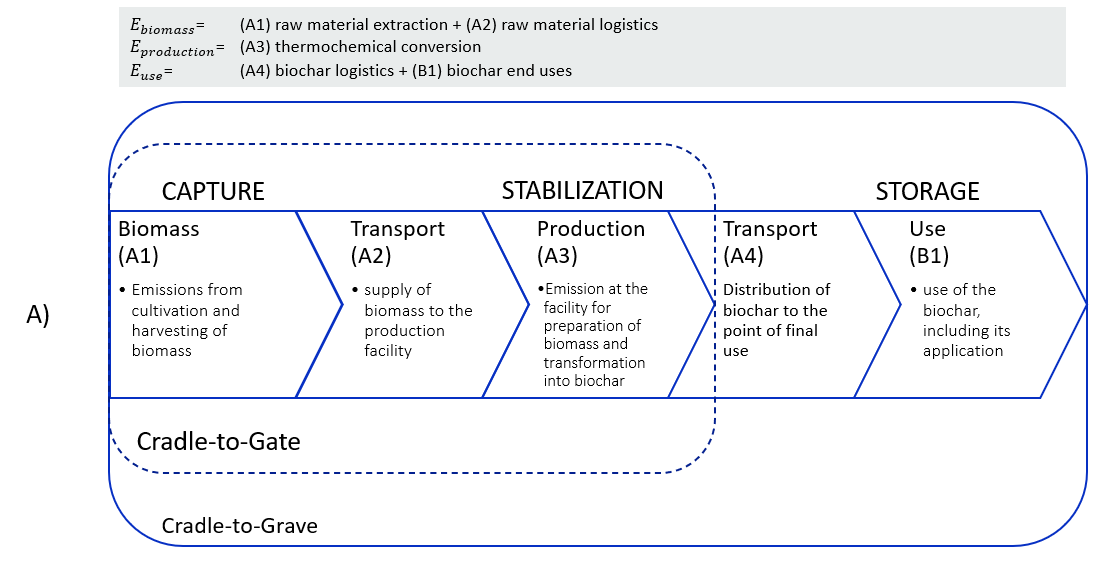 E_biomass= (A1) raw material extraction + (A2) raw material logistics
E_production= (A3) thermochemical conversion
E_use= (A4) biochar logistics + (B1) biochar end uses
CAPTURE STABILIZATION STORAGE
Biomass
(A1)
• Emissions from
cultivation and
harvesting of
biomass
Transport
(A2)
• supply of
biomass to the
production
facility
Production
(A3)
•Emission at the
facility for
preparation of
biomass and
transformation
into biochar
Transport
(A4)
Distribution of
biochar to the
point of final
use
Use
(B1)
• use of the
biochar,
including its
application
A)
Cradle-to-Gate
Cradle-to-Grave